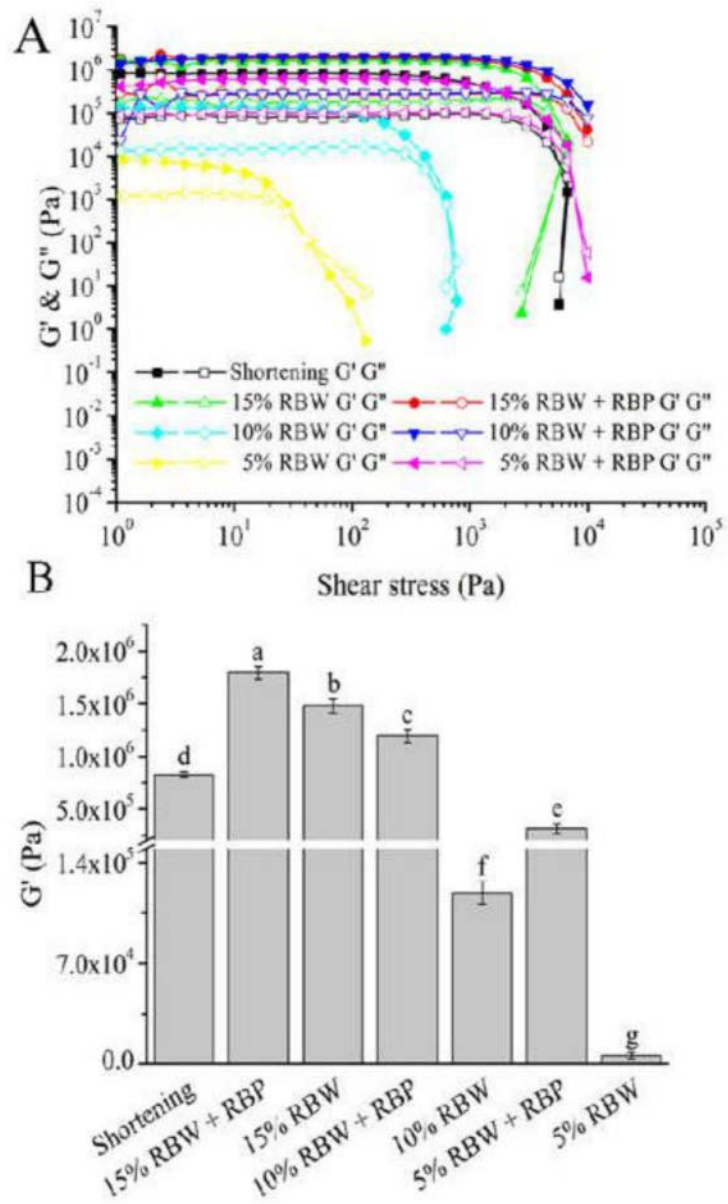 A
10^7
10^6
10^5
10^4
10^3
10^2
10^1
10^0
10^-1
10^-2
10^-3
10^-4
G' & G" (Pa)
Shortening G' G"
15% RBW G' G" 15% RBW + RBP G' G"
10% RBW G' G" 10% RBW + RBP G' G"
5% RBW G' G" 5% RBW + RBP G' G"
10^0 10^1 10^2 10^3 10^4 10^5
Shear stress (Pa)
B
2.0x10^6
1.5x10^6
1.0x10^6
5.0x10^5
1.4x10^5
7.0x10^4
0.0
G' (Pa)
d a b c f e g
Shortening
15% RBW + RBP
15% RBW
10% RBW + RBP
10% RBW
5% RBW + RBP
5% RBW